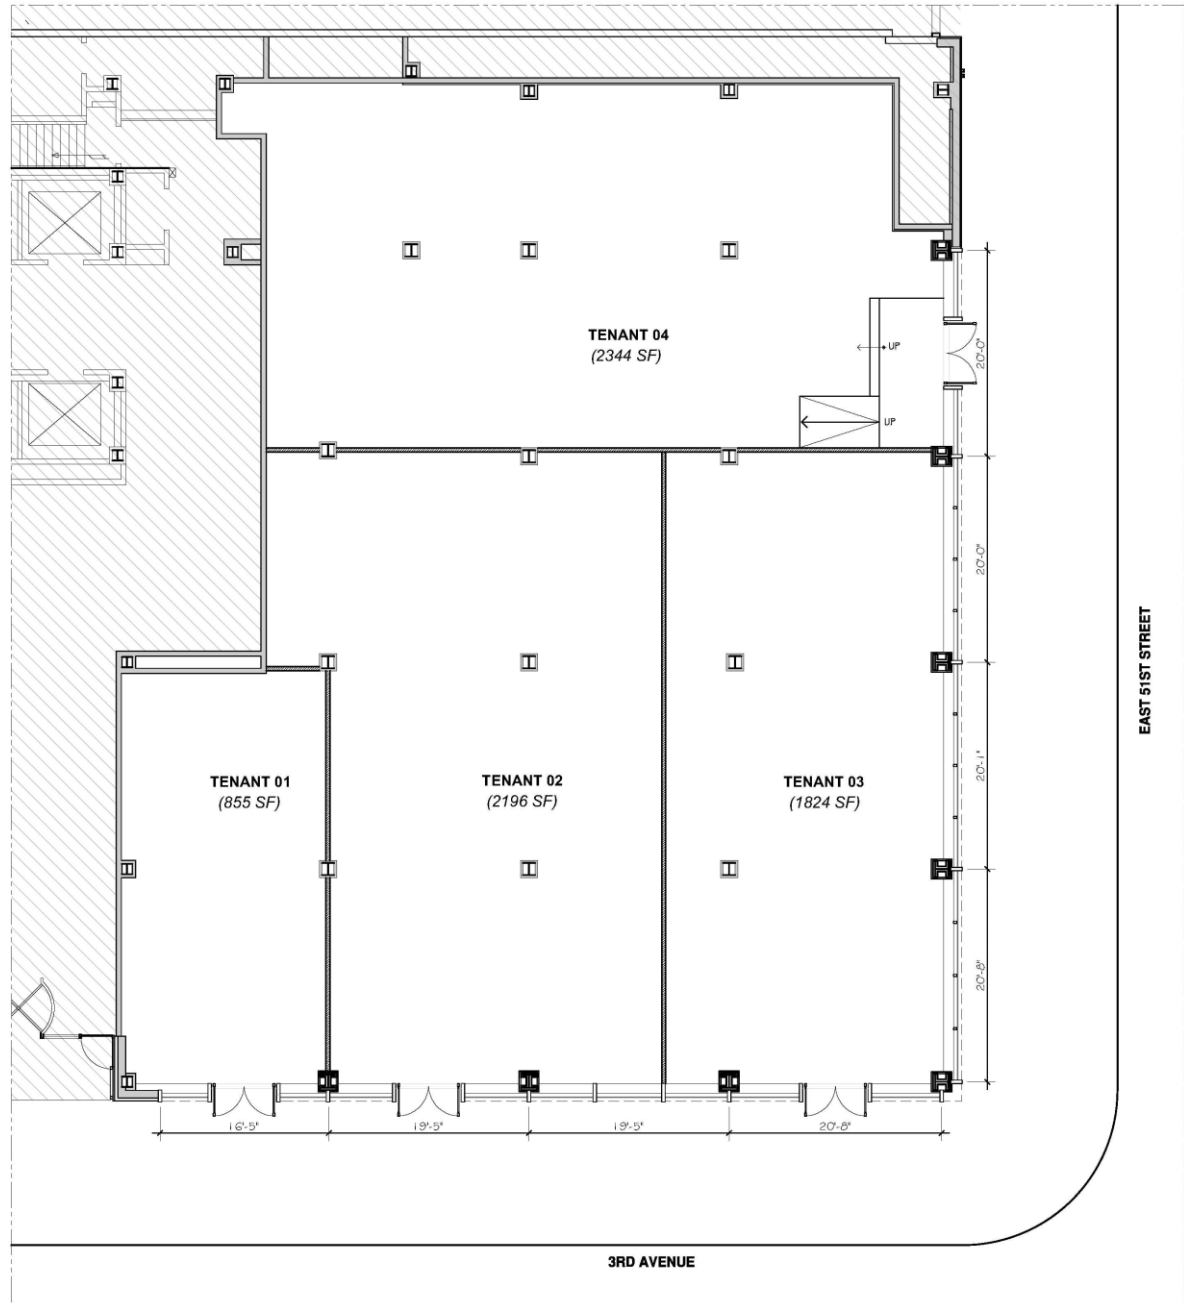 TENANT 04
(2344 SF)
UP
UP
20'-0"
20'-0"
EAST 51ST STREET
TENANT 01
(855 SF)
TENANT 02
(2196 SF)
TENANT 03
(1824 SF)
20'-1"
20'-8"
16'-5"
19'-5"
19'-5"
20'-8"
3RD AVENUE